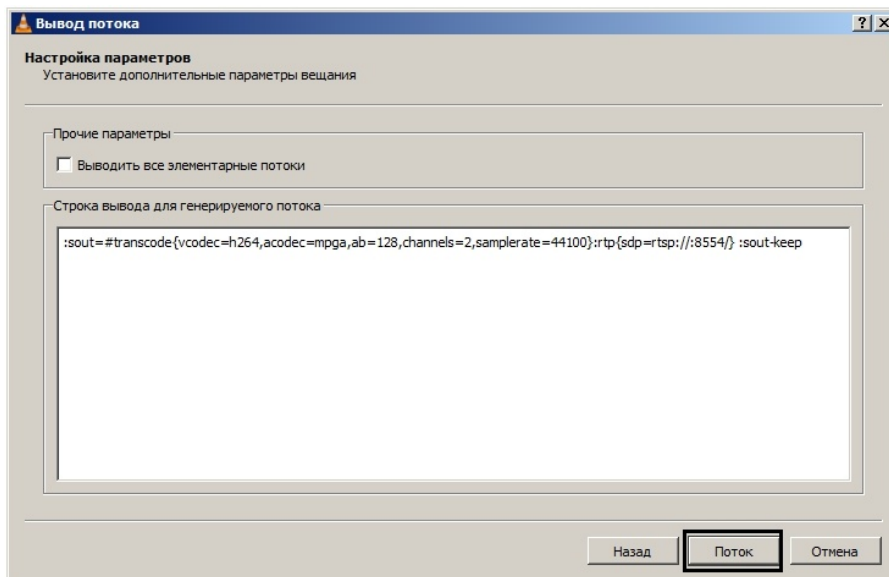 Вывод потока
Настройка параметров
Установите дополнительные параметры вещания
Прочие параметры
Выводить все элементарные потоки
Строка вывода для генерируемого потока
:sout=#transcode{vcodec=h264,acodec=mpga,ab=128,channels=2,samplerate=44100}:rtp{sdp=rtsp://:8554/} :sout-keep
Назад Поток Отмена